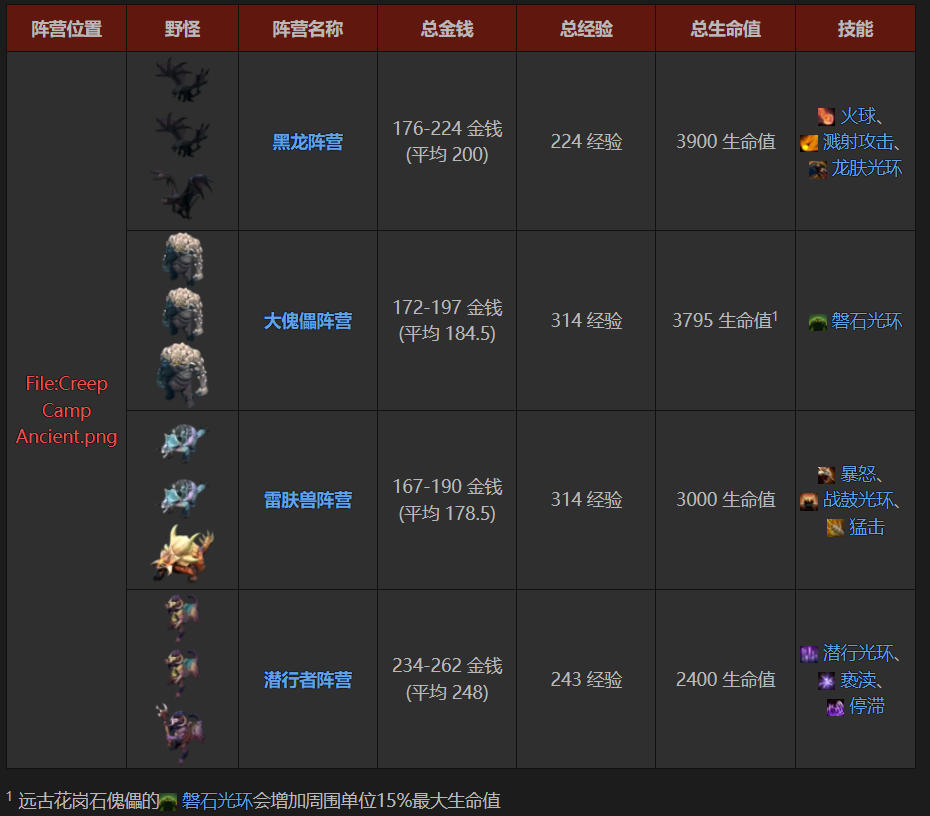 阵营位置 野怪 阵营名称 总金钱 总经验 总生命值 技能
File:Creep
Camp
Ancient.png
黑龙阵营
176-224 金钱
(平均 200)
224 经验
3900 生命值
火球、
溅射攻击、
龙肤光环
大傀儡阵营
172-197 金钱
(平均 184.5)
314 经验
3795 生命值¹
磐石光环
雷肤兽阵营
167-190 金钱
(平均 178.5)
314 经验
3000 生命值
暴怒、
战鼓光环、
猛击
潜行者阵营
234-262 金钱
(平均 248)
243 经验
2400 生命值
潜行光环、
亵渎、
停滞
¹ 远古花岗石傀儡的磐石光环会增加周围单位15%最大生命值